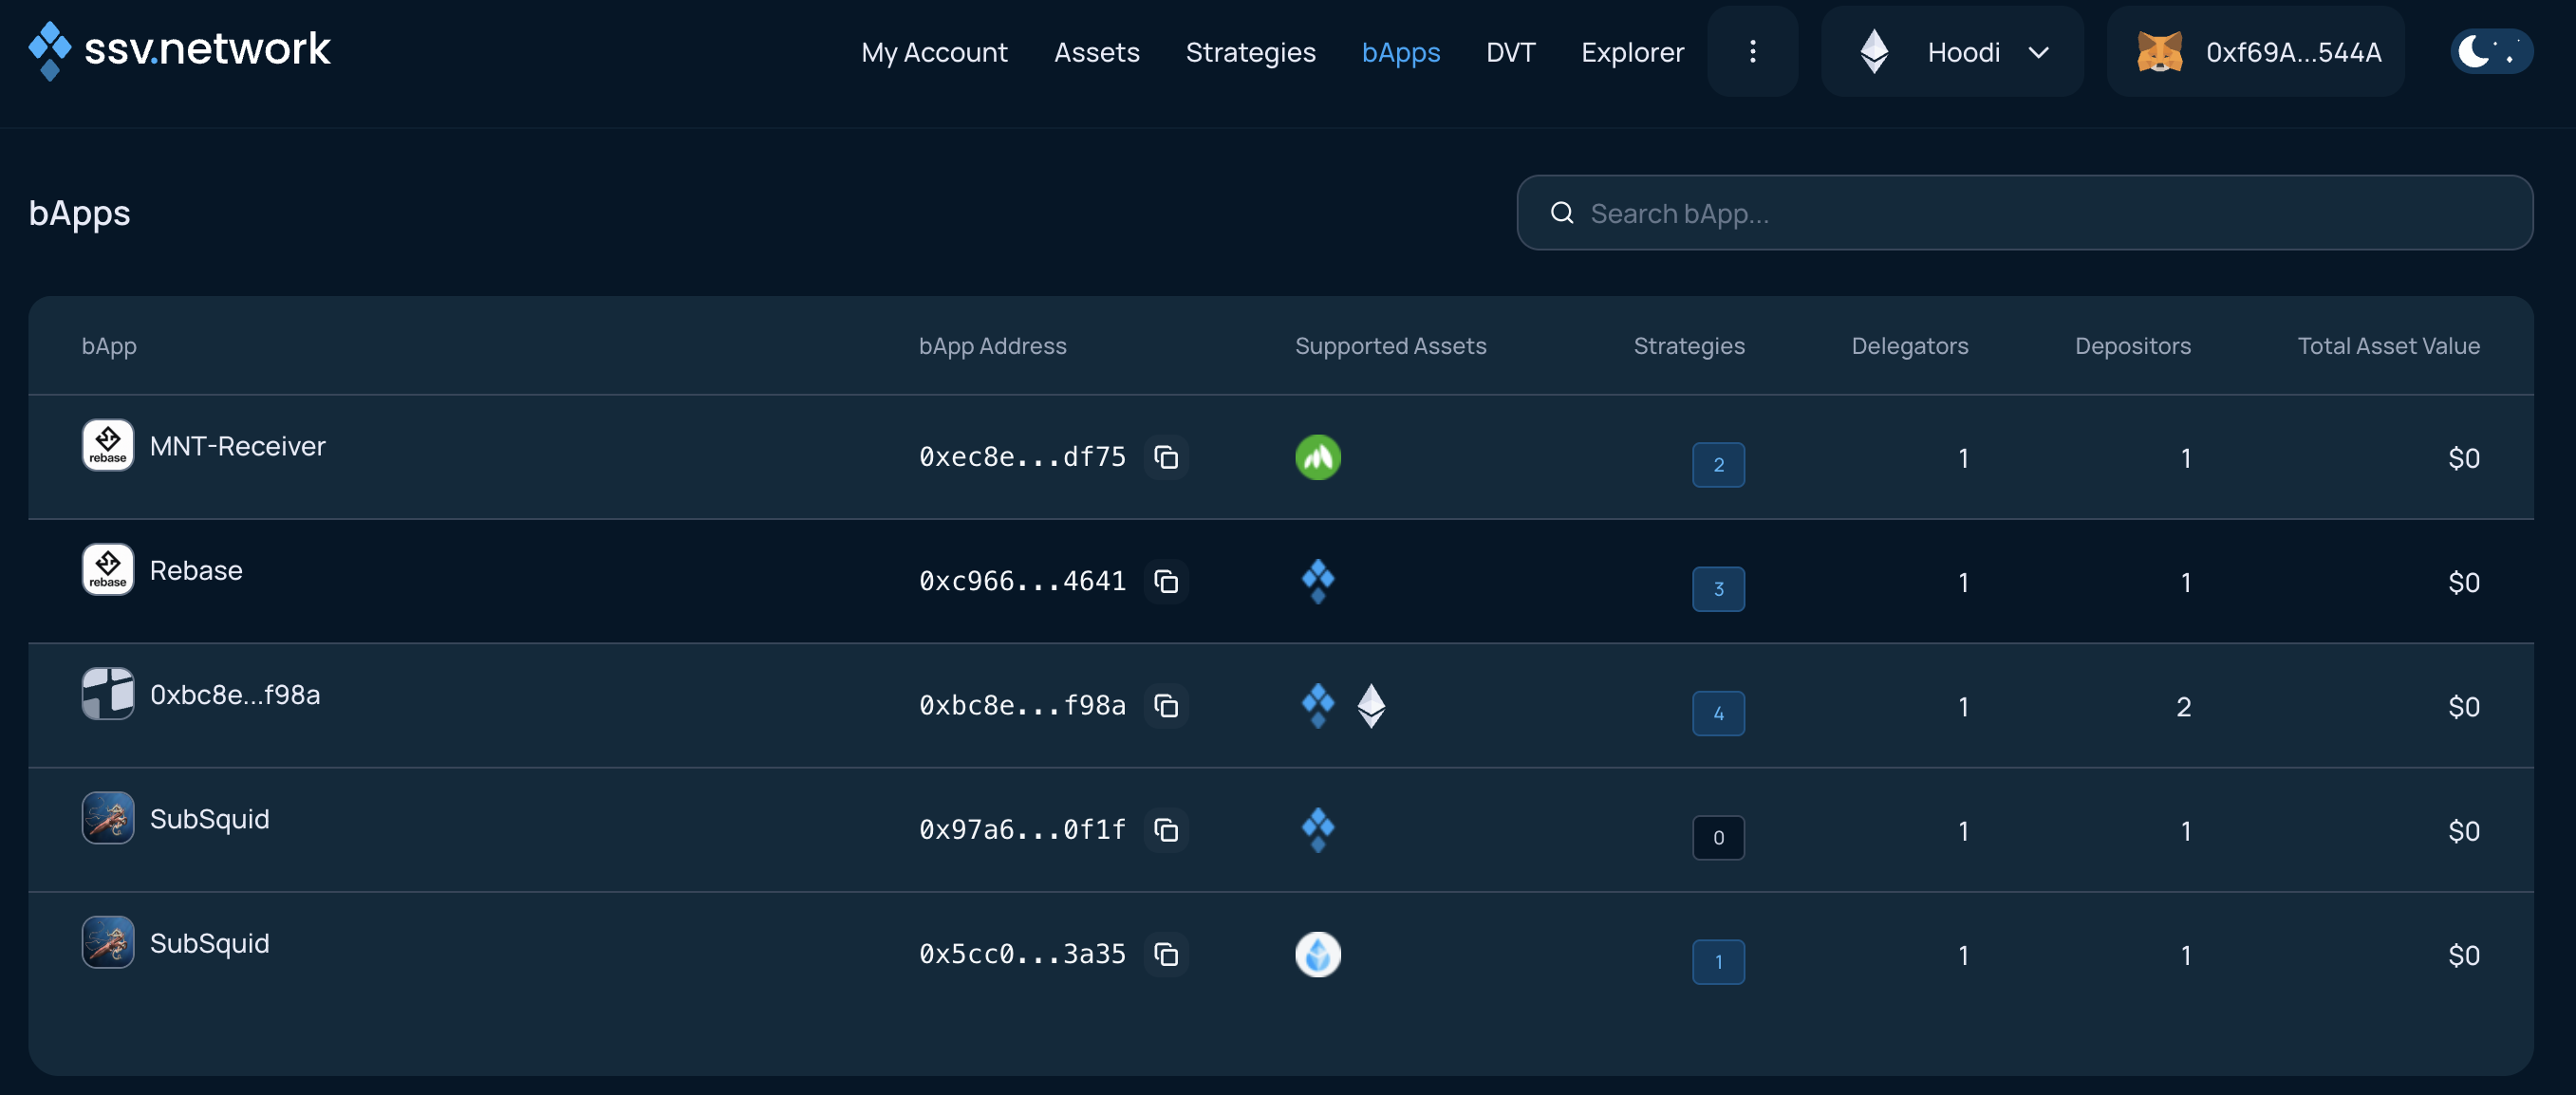 ssv.network My Account Assets Strategies bApps DVT Explorer Hoodi 0xf69A...544A
bApps Search bApp...
bApp bApp Address Supported Assets Strategies Delegators Depositors Total Asset Value
rebase MNT-Receiver 0xec8e...df75 2 1 1 $0
rebase Rebase 0xc966...4641 3 1 1 $0
0xbc8e...f98a 0xbc8e...f98a 4 1 2 $0
SubSquid 0x97a6...0f1f 0 1 1 $0
SubSquid 0x5cc0...3a35 1 1 1 $0